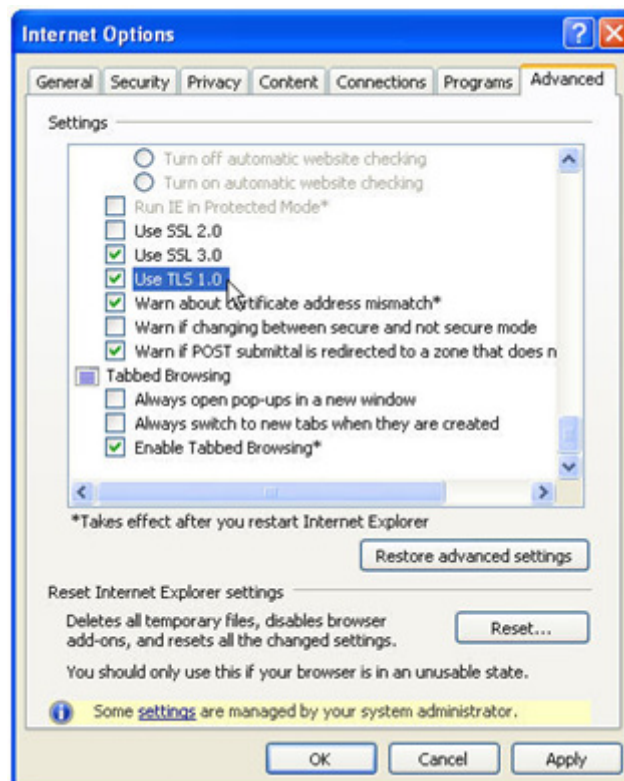 Internet Options
General Security Privacy Content Connections Programs Advanced
Settings
Turn off automatic website checking
Turn on automatic website checking
Run IE in Protected Mode*
Use SSL 2.0
Use SSL 3.0
Use TLS 1.0
Warn about certificate address mismatch*
Warn if changing between secure and not secure mode
Warn if POST submittal is redirected to a zone that does n
Tabbed Browsing
Always open pop-ups in a new window
Always switch to new tabs when they are created
Enable Tabbed Browsing*
*Takes effect after you restart Internet Explorer
Restore advanced settings
Reset Internet Explorer settings
Deletes all temporary files, disables browser
add-ons, and resets all the changed settings.
Reset...
You should only use this if your browser is in an unusable state.
Some settings are managed by your system administrator.
OK Cancel Apply